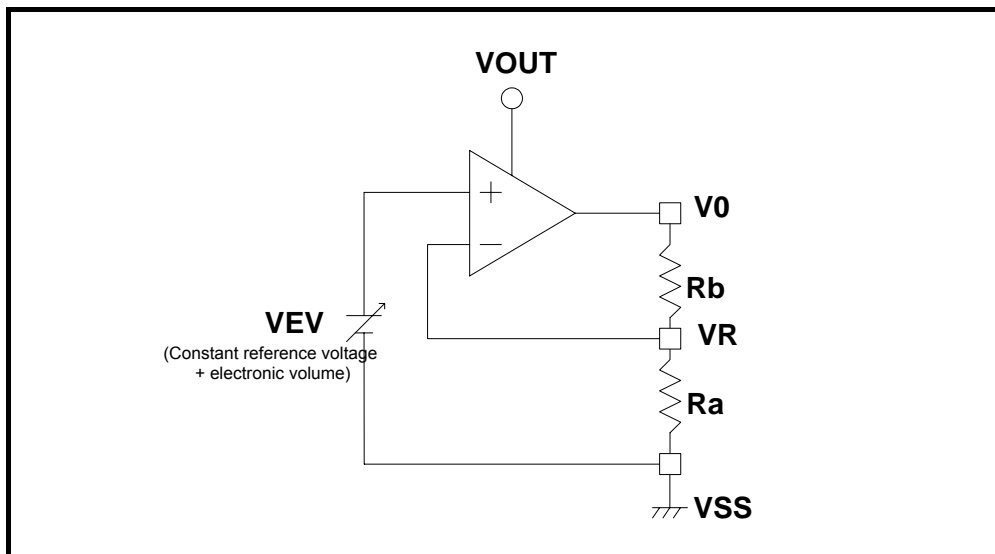 VOUT
+
−
V0
Rb
VEV
(Constant reference voltage
+ electronic volume)
VR
Ra
VSS